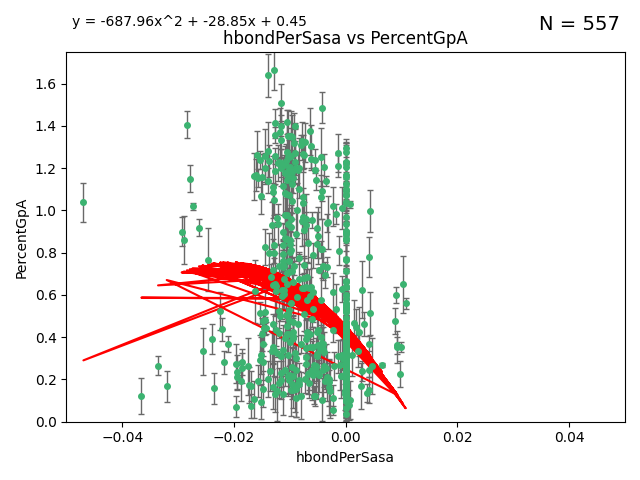 y = -687.96x^2 + -28.85x + 0.45
N = 557
hbondPerSasa vs PercentGpA
PercentGpA
1.6
1.4
1.2
1.0
0.8
0.6
0.4
0.2
0.0
−0.04
−0.02
0.00
0.02
0.04
hbondPerSasa